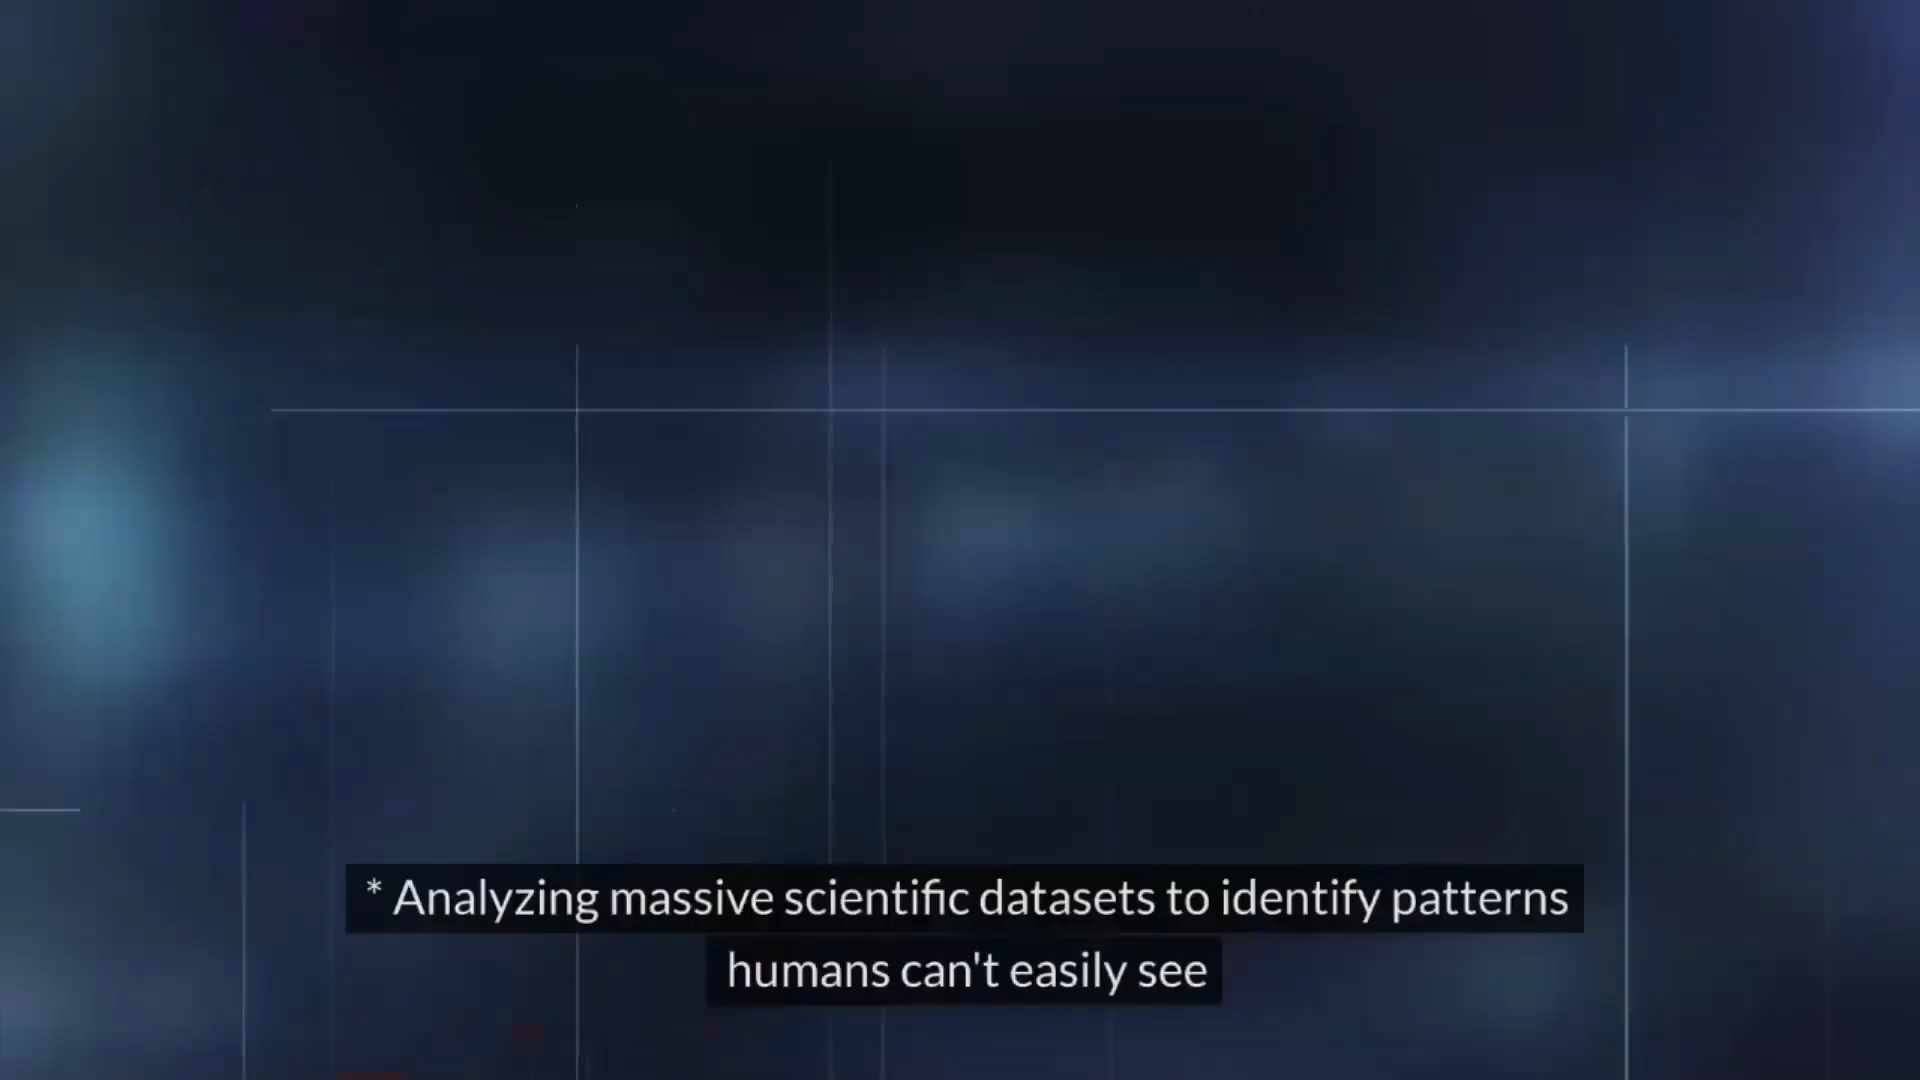 * Analyzing massive scientific datasets to identify patterns
humans can't easily see